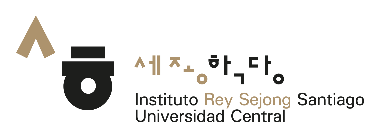 세종학당
Instituto Rey Sejong Santiago
Universidad Central